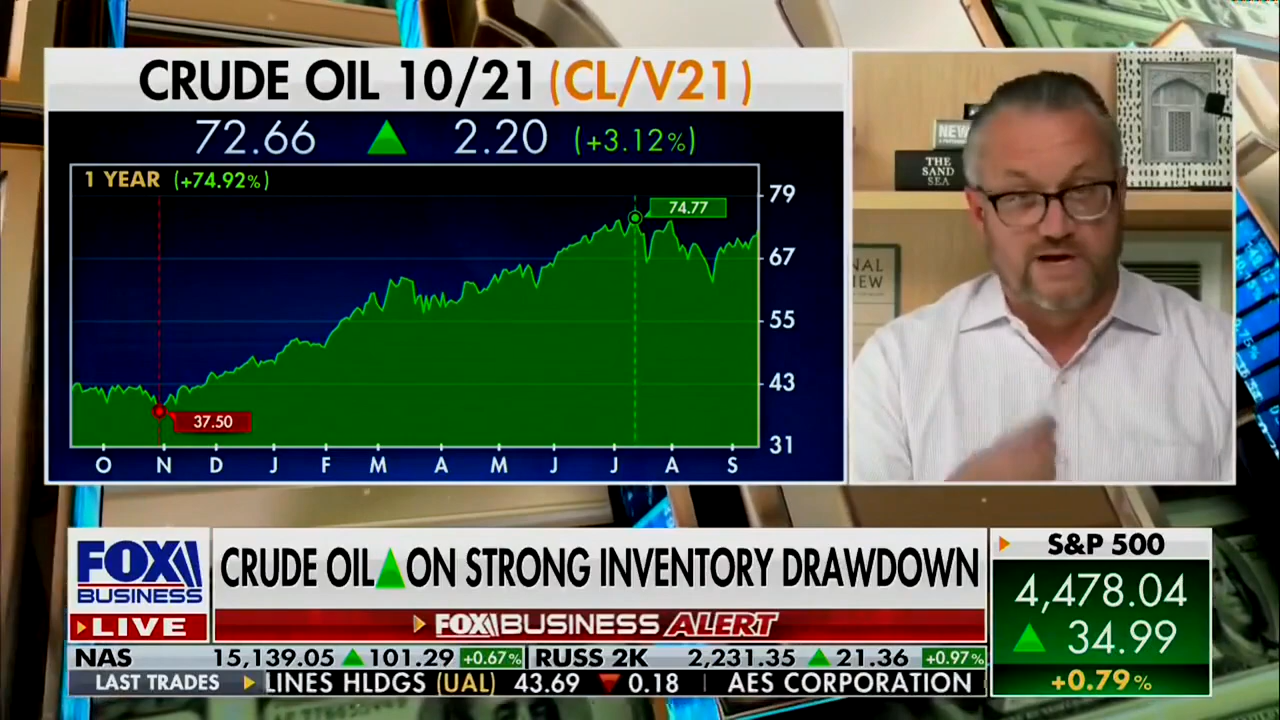 CRUDE OIL 10/21 (CL/V21)
72.66 ▲ 2.20 (+3.12%)
1 YEAR (+74.92%)
79
74.77
67
55
43
37.50
31
O N D J F M A M J J A S
NEW
THE
SAND
SEA
NAL
IEW
FOX
BUSINESS
LIVE
CRUDE OIL ▲ ON STRONG INVENTORY DRAWDOWN
FOX BUSINESS ALERT
S&P 500
4,478.04
▲ 34.99
+0.79%
NAS 15,139.05 ▲ 101.29 +0.67% RUSS 2K 2,231.35 ▲ 21.36 +0.97%
LAST TRADES LINES HLDGS (UAL) 43.69 ▼ 0.18 AES CORPORATION